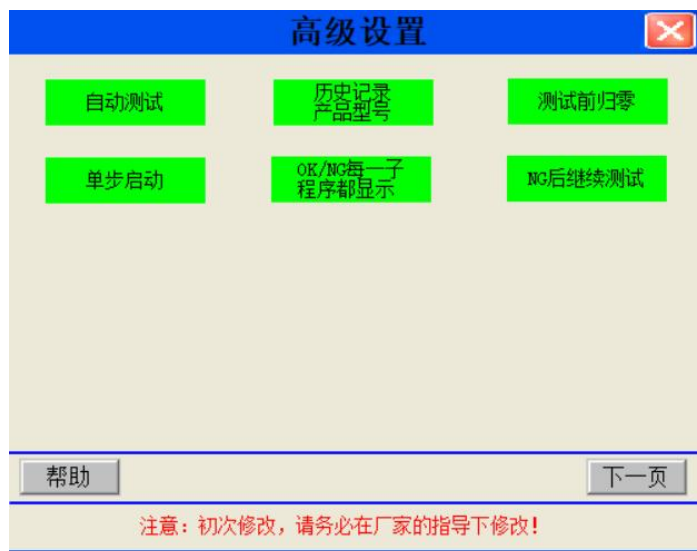 高级设置
自动测试
历史记录
产品型号
测试前归零
单步启动
OK/NG每一子
程序都显示
NG后继续测试
帮助
下一页
注意：初次修改，请务必在厂家的指导下修改！